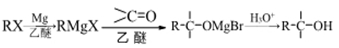 RX —Mg/乙醚→ RMgX —>C=O/乙醚→ R-C-OMgBr —H₃O⁺→ R-C-OH